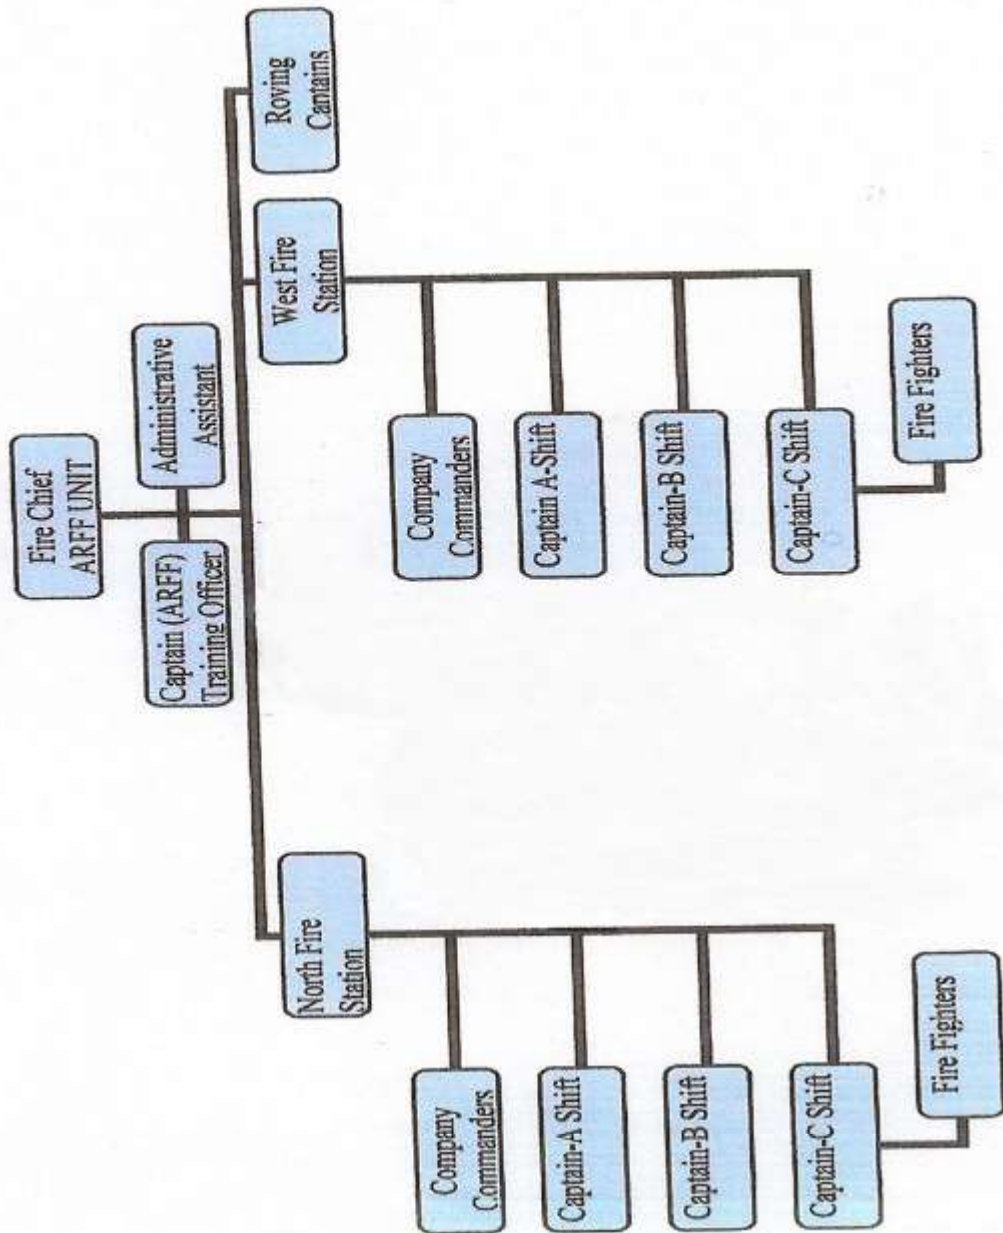 Fire Chief
ARFF UNIT
Captain (ARFF)
Training Officer
Administrative
Assistant
North Fire
Station
West Fire
Station
Roving
Captains
Company
Commanders
Captain-A Shift
Captain-B Shift
Captain-C Shift
Fire Fighters
Company
Commanders
Captain A-Shift
Captain-B Shift
Captain-C Shift
Fire Fighters